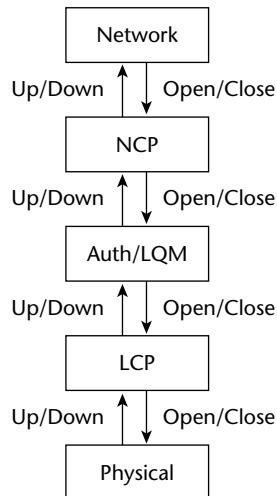 Network
Up/Down Open/Close
NCP
Up/Down Open/Close
Auth/LQM
Up/Down Open/Close
LCP
Up/Down Open/Close
Physical